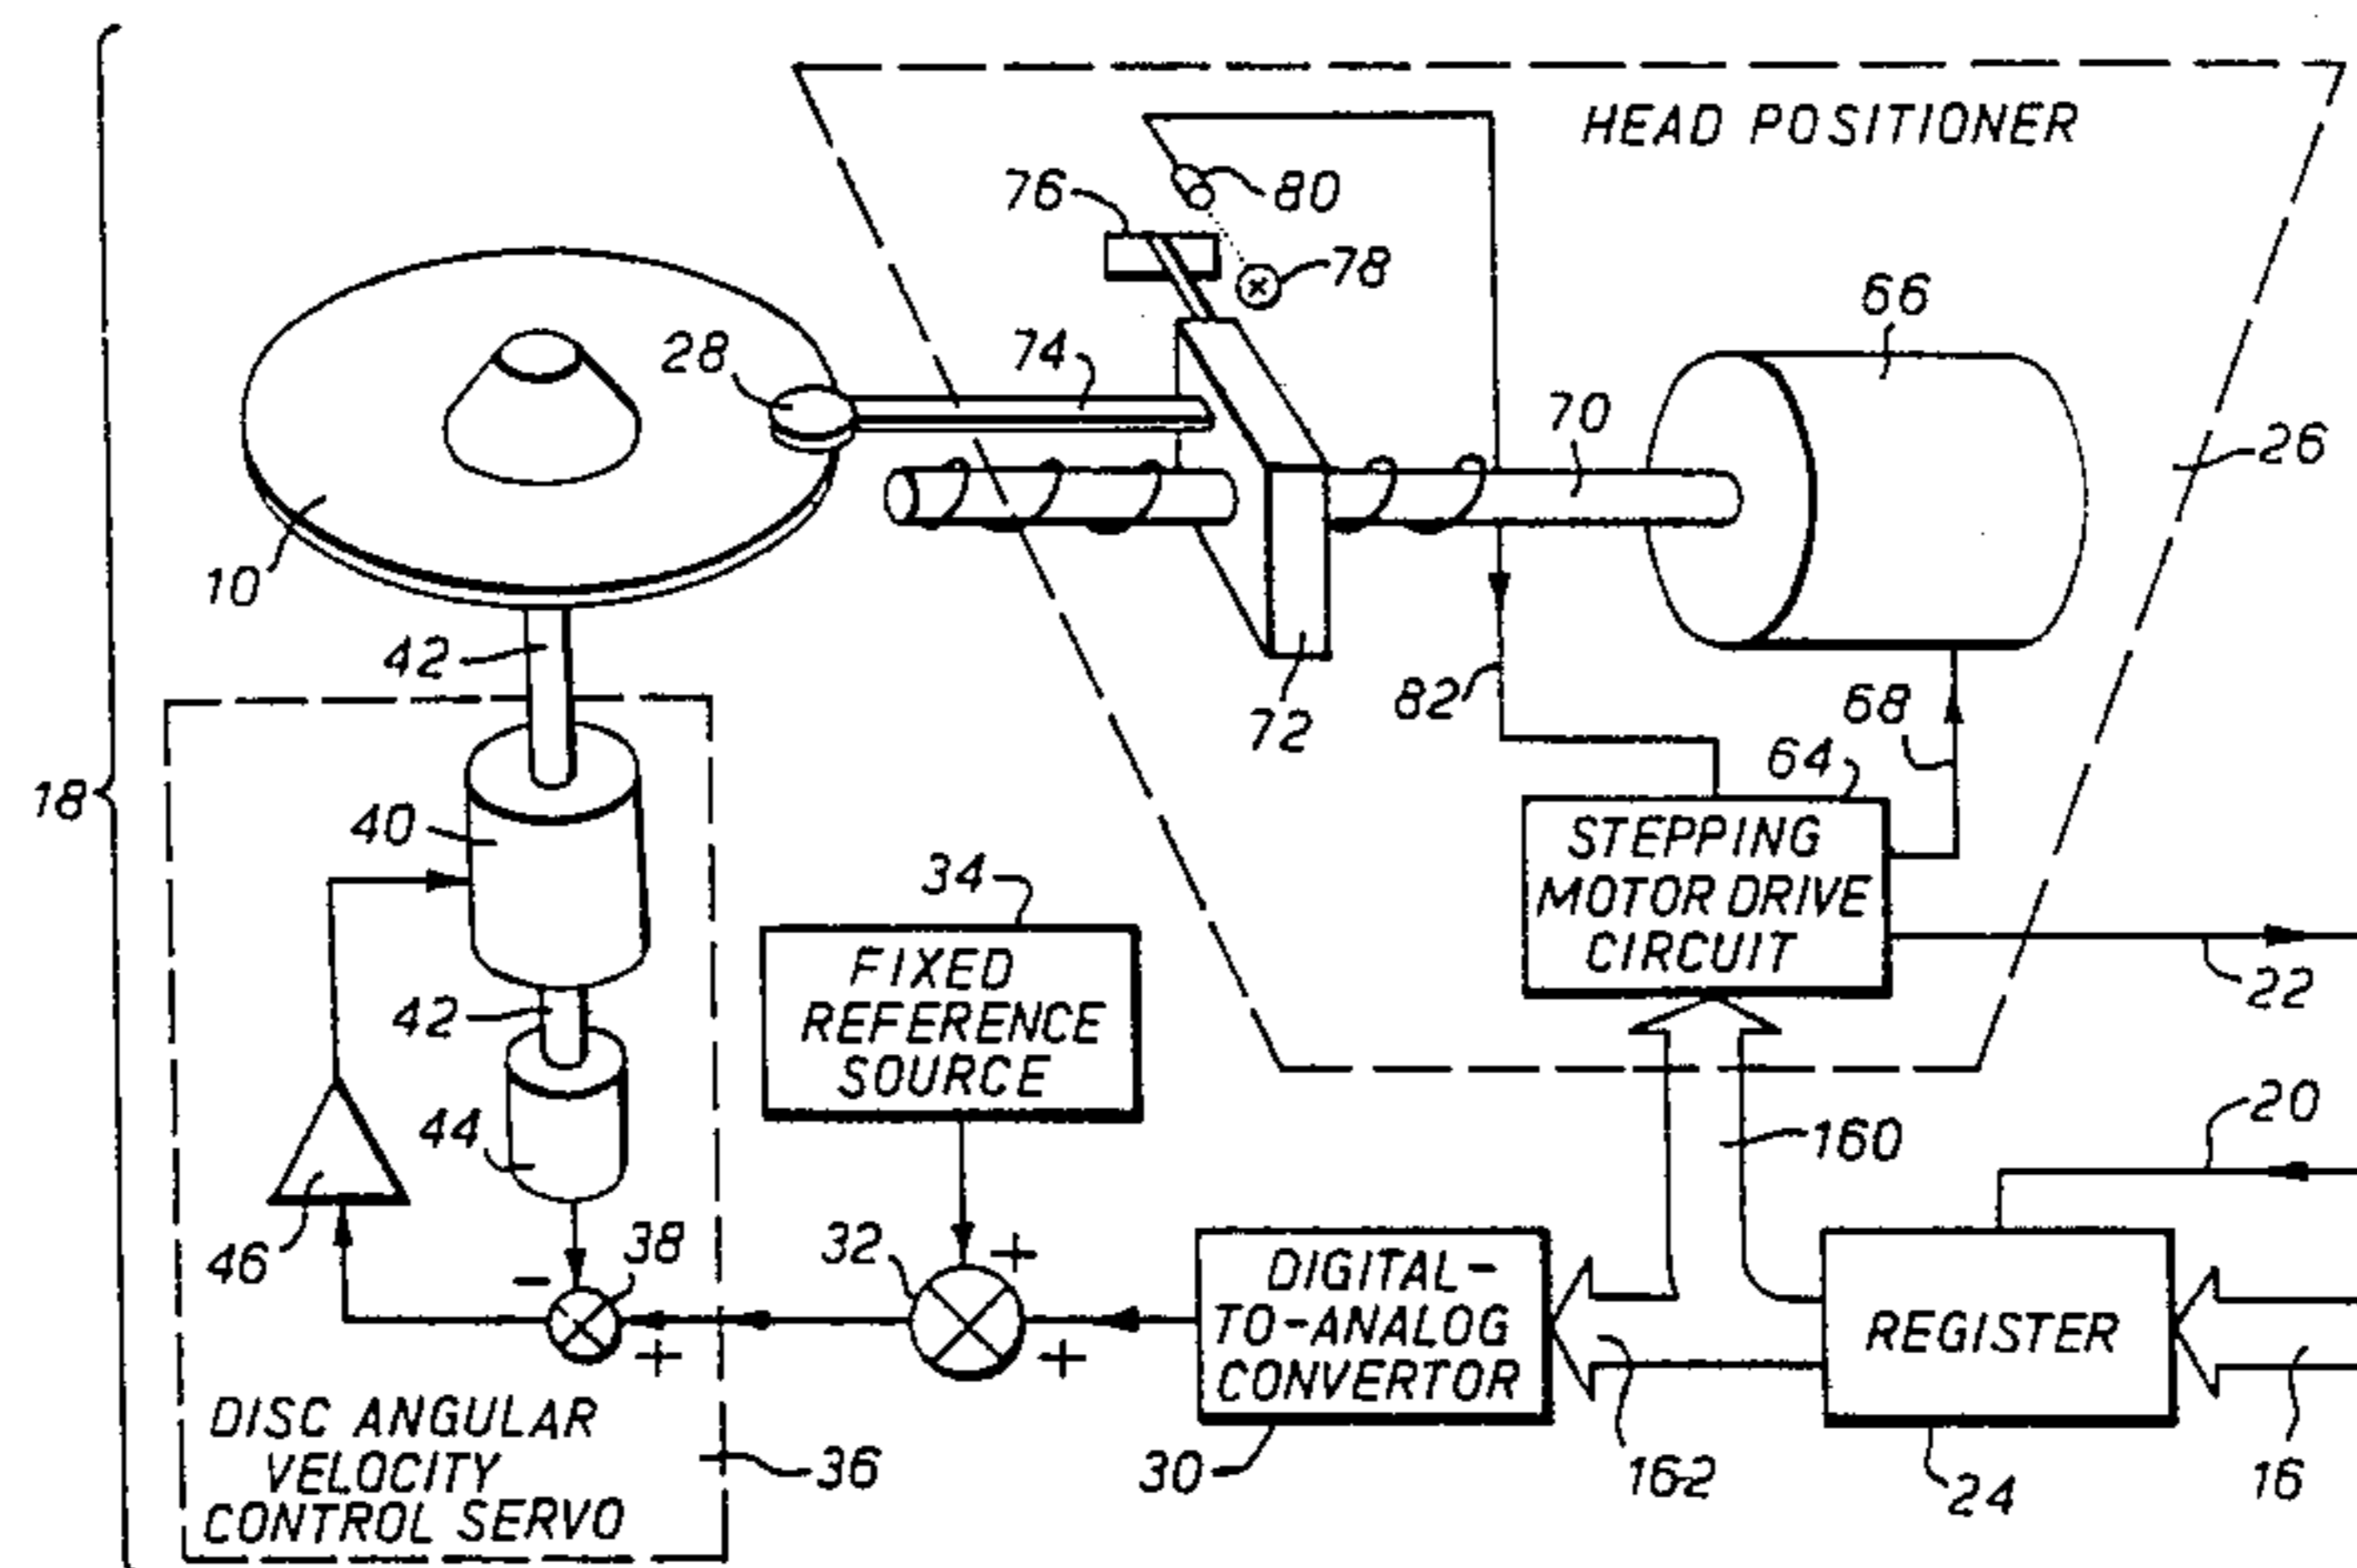 HEAD POSITIONER
76
80
78
66
28
74
70
26
10
42
82
72
68
64
18
40
STEPPING
MOTOR DRIVE
CIRCUIT
34
22
FIXED
REFERENCE
SOURCE
42
20
44
160
46
- 38
+
32
+
+
DIGITAL-
TO-ANALOG
CONVERTOR
REGISTER
DISC ANGULAR
VELOCITY
CONTROL SERVO
36
30
162
24
16